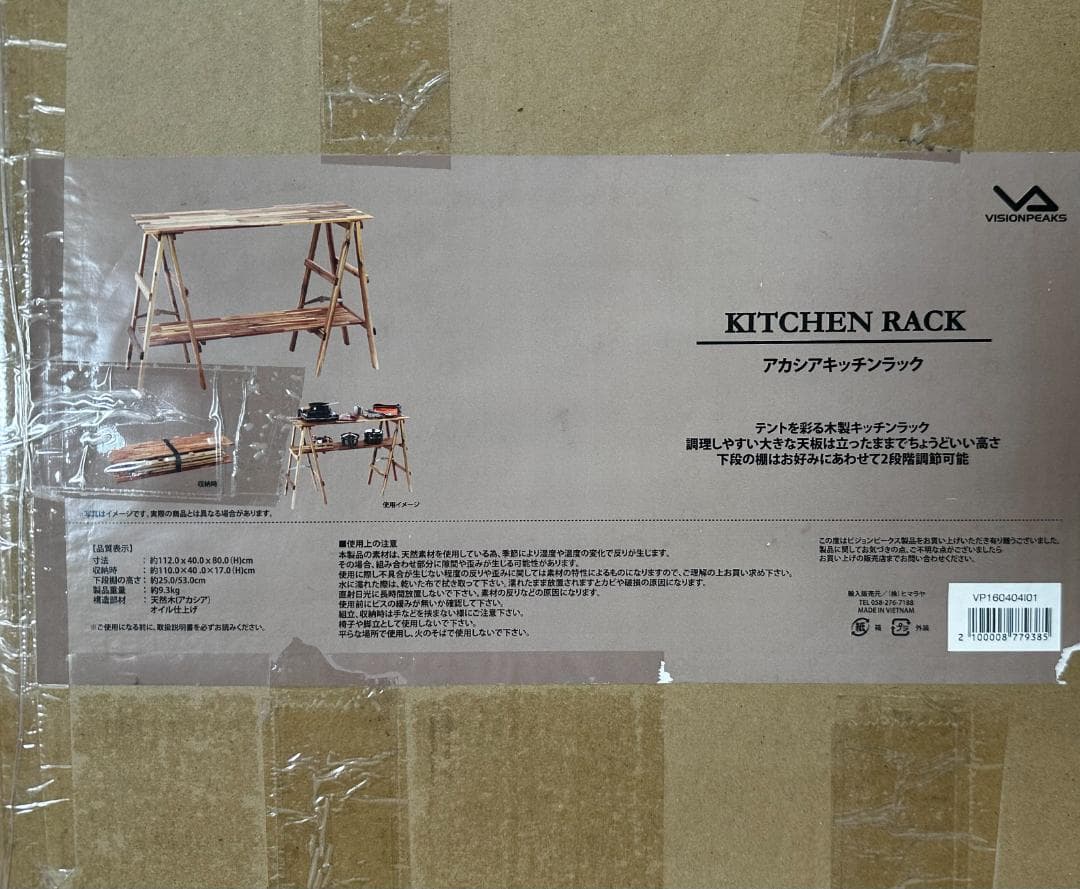 VISIONPEAKS
KITCHEN RACK
アカシアキッチンラック
テントを彩る木製キッチンラック
調理しやすい大きな天板は立ったままでちょうどいい高さ
下段の棚はお好みにあわせて2段階調節可能
収納時
使用イメージ
写真はイメージです。実際の商品とは異なる場合があります。
【品質表示】
寸法 : 約112.0 x 40.0 x 80.0(H)cm
収納時 : 約110.0 x 40.0 x 17.0(H)cm
下段棚の高さ : 約25.0/53.0cm
製品重量 : 約9.3kg
構造部材 : 天然木(アカシア)
オイル仕上げ
※ご使用になる前に、取扱説明書を必ずお読みください。
■使用上の注意
本製品の素材は、天然素材を使用している為、季節により湿度や温度の変化で反りが生じます。
その場合、組み合わせ部分に隙間や歪みが生じる可能性があります。
使用に際し不具合が生じない程度の反りや歪みに関しては素材の特性によるものになりますので、ご理解の上お買い求め下さい。
水に濡れた際は、乾いた布で拭き取って下さい。濡れたまま放置されますとカビや破損の原因になります。
直射日光に長時間放置しないで下さい。素材の反りなどの原因になります。
使用前にビスの緩みが無いか確認して下さい。
組立、収納時は手などを挟まない様にご注意下さい。
椅子や脚立として使用しないで下さい。
平らな場所で使用し、火のそばで使用しないで下さい。
この度はビジョンピークス製品をお買い上げいただき有り難うございました。
製品に関してお気づきの点、ご不明な点がございましたら
お買い上げの販売店までお問い合わせください。
輸入販売元/(株)ヒマラヤ
TEL 058-276-7188
MADE IN VIETNAM
紙 箱 プラ 外装
VP160404I01
2 100008 779385